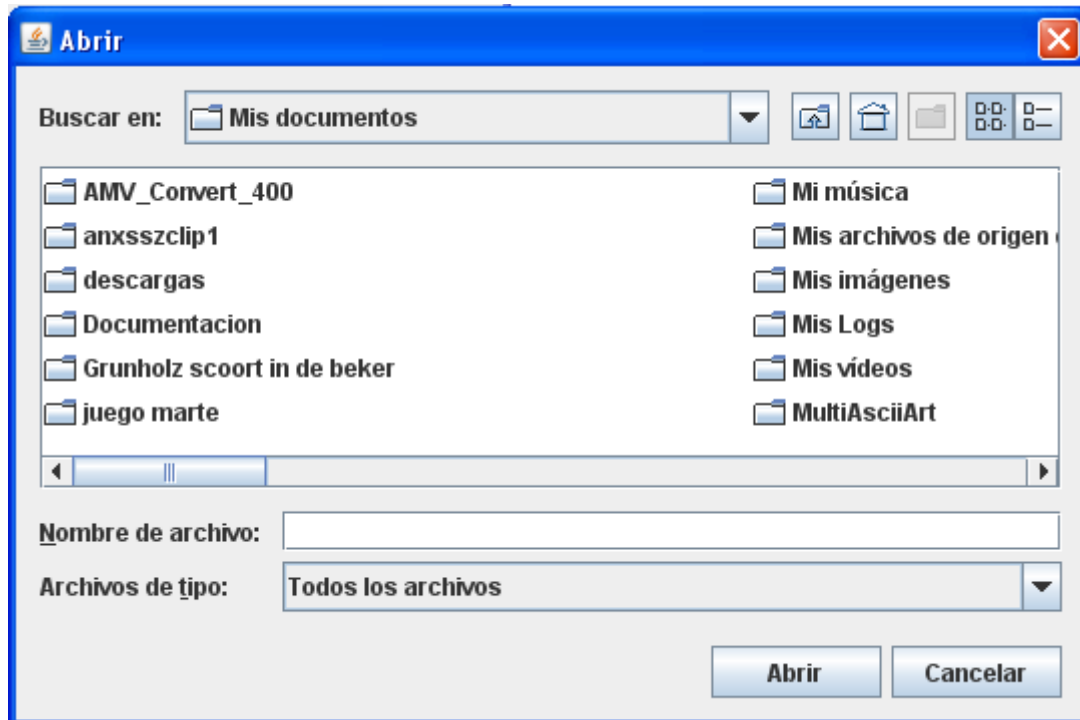 Abrir
Buscar en: Mis documentos
AMV_Convert_400
anxsszclip1
descargas
Documentacion
Grunholz scoort in de beker
juego marte
Mi música
Mis archivos de origen
Mis imágenes
Mis Logs
Mis vídeos
MultiAsciiArt
Nombre de archivo:
Archivos de tipo: Todos los archivos
Abrir Cancelar